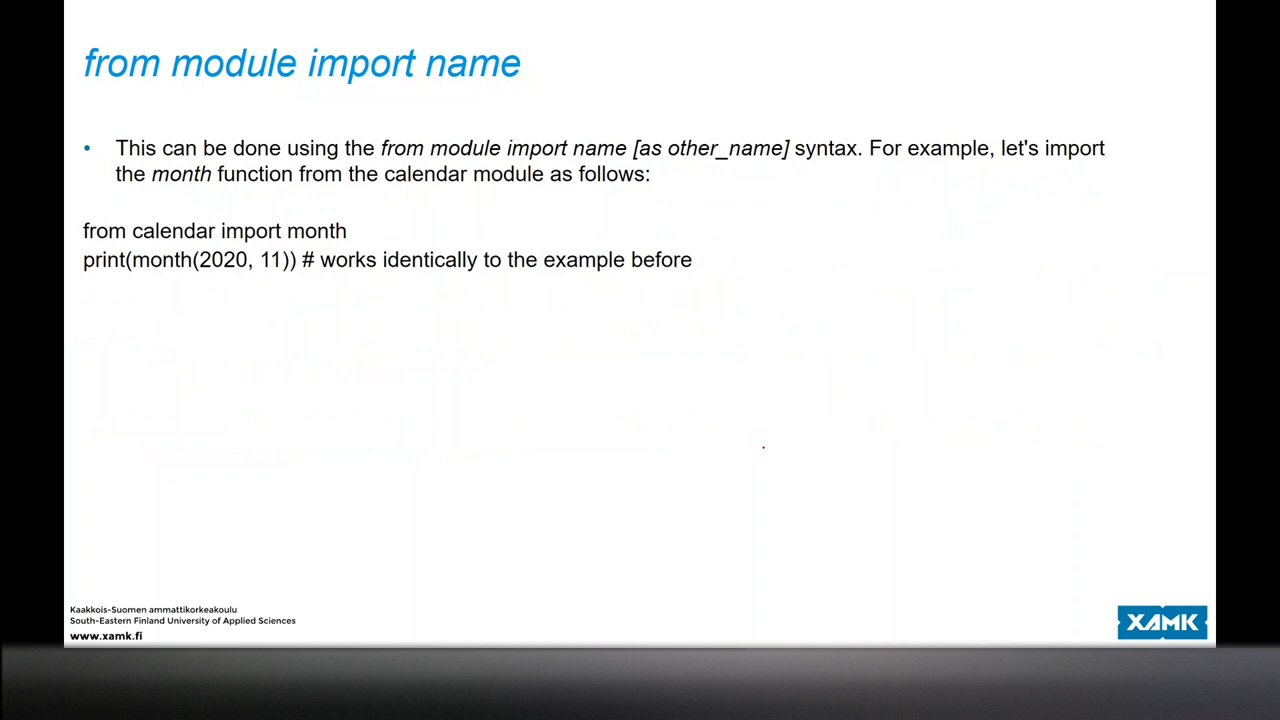 from module import name
• This can be done using the from module import name [as other_name] syntax. For example, let's import
the month function from the calendar module as follows:
from calendar import month
print(month(2020, 11)) # works identically to the example before
Kaakkois-Suomen ammattikorkeakoulu
South-Eastern Finland University of Applied Sciences
www.xamk.fi
XAMK